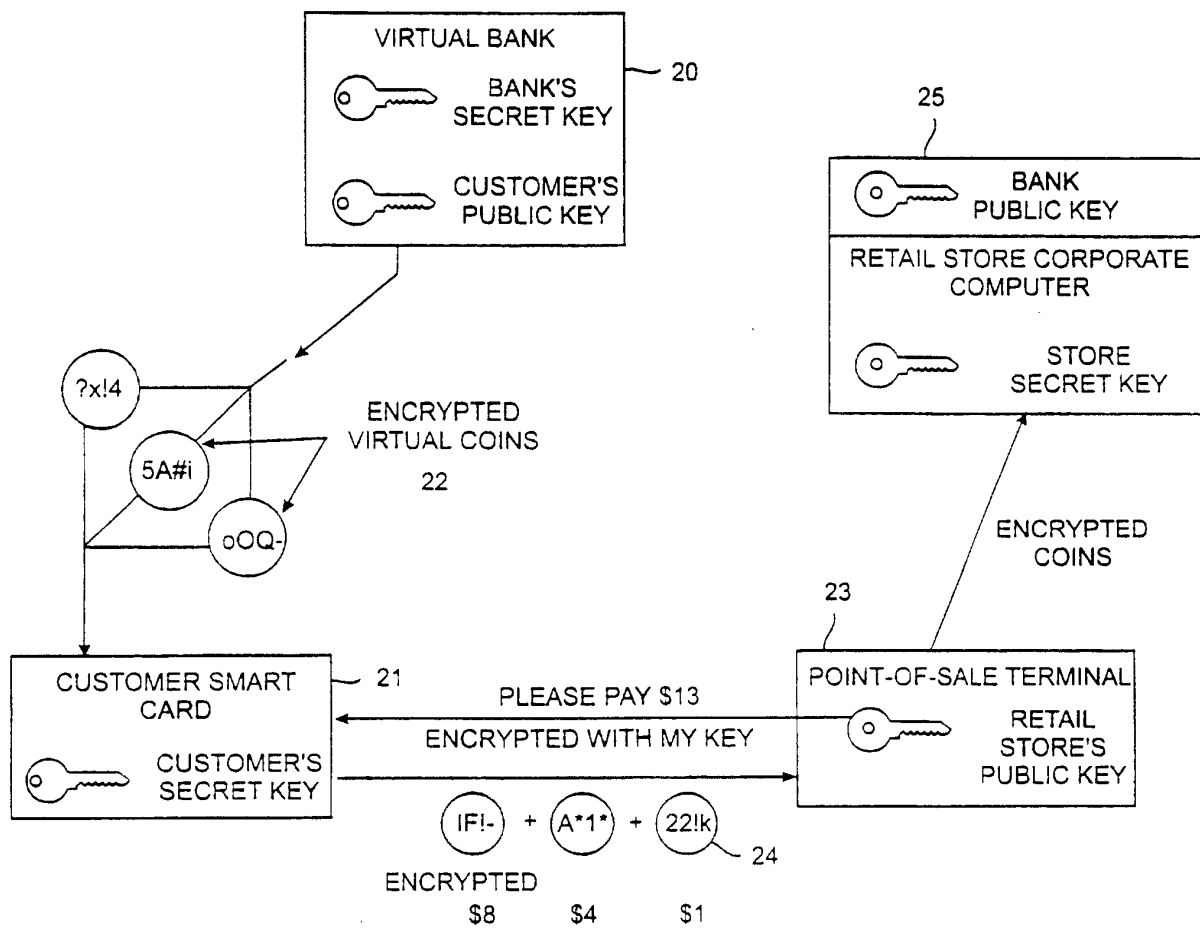 VIRTUAL BANK
BANK'S
SECRET KEY
CUSTOMER'S
PUBLIC KEY
20
25
BANK
PUBLIC KEY
RETAIL STORE CORPORATE
COMPUTER
STORE
SECRET KEY
?x!4
5A#i
oOQ-
ENCRYPTED
VIRTUAL COINS
22
ENCRYPTED
COINS
23
CUSTOMER SMART
CARD
CUSTOMER'S
SECRET KEY
21
PLEASE PAY $13
ENCRYPTED WITH MY KEY
POINT-OF-SALE TERMINAL
RETAIL
STORE'S
PUBLIC KEY
IF!- + A*1* + 22!k
24
ENCRYPTED
$8 $4 $1